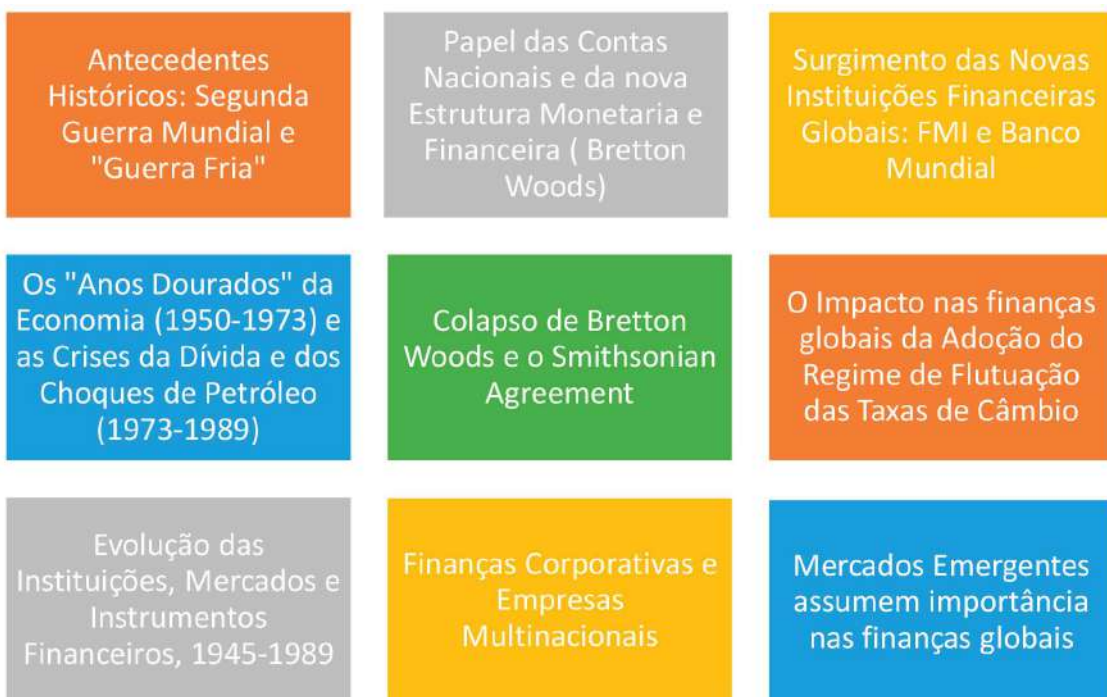 Antecedentes
Históricos: Segunda
Guerra Mundial e
"Guerra Fria"
Papel das Contas
Nacionais e da nova
Estrutura Monetaria e
Financeira ( Bretton
Woods)
Surgimento das Novas
Instituições Financeiras
Globais: FMI e Banco
Mundial
Os "Anos Dourados" da
Economia (1950-1973) e
as Crises da Dívida e dos
Choques de Petróleo
(1973-1989)
Colapso de Bretton
Woods e o Smithsonian
Agreement
O Impacto nas finanças
globais da Adoção do
Regime de Flutuação
das Taxas de Câmbio
Evolução das
Instituições, Mercados e
Instrumentos
Financeiros, 1945-1989
Finanças Corporativas e
Empresas
Multinacionais
Mercados Emergentes
assumem importância
nas finanças globais